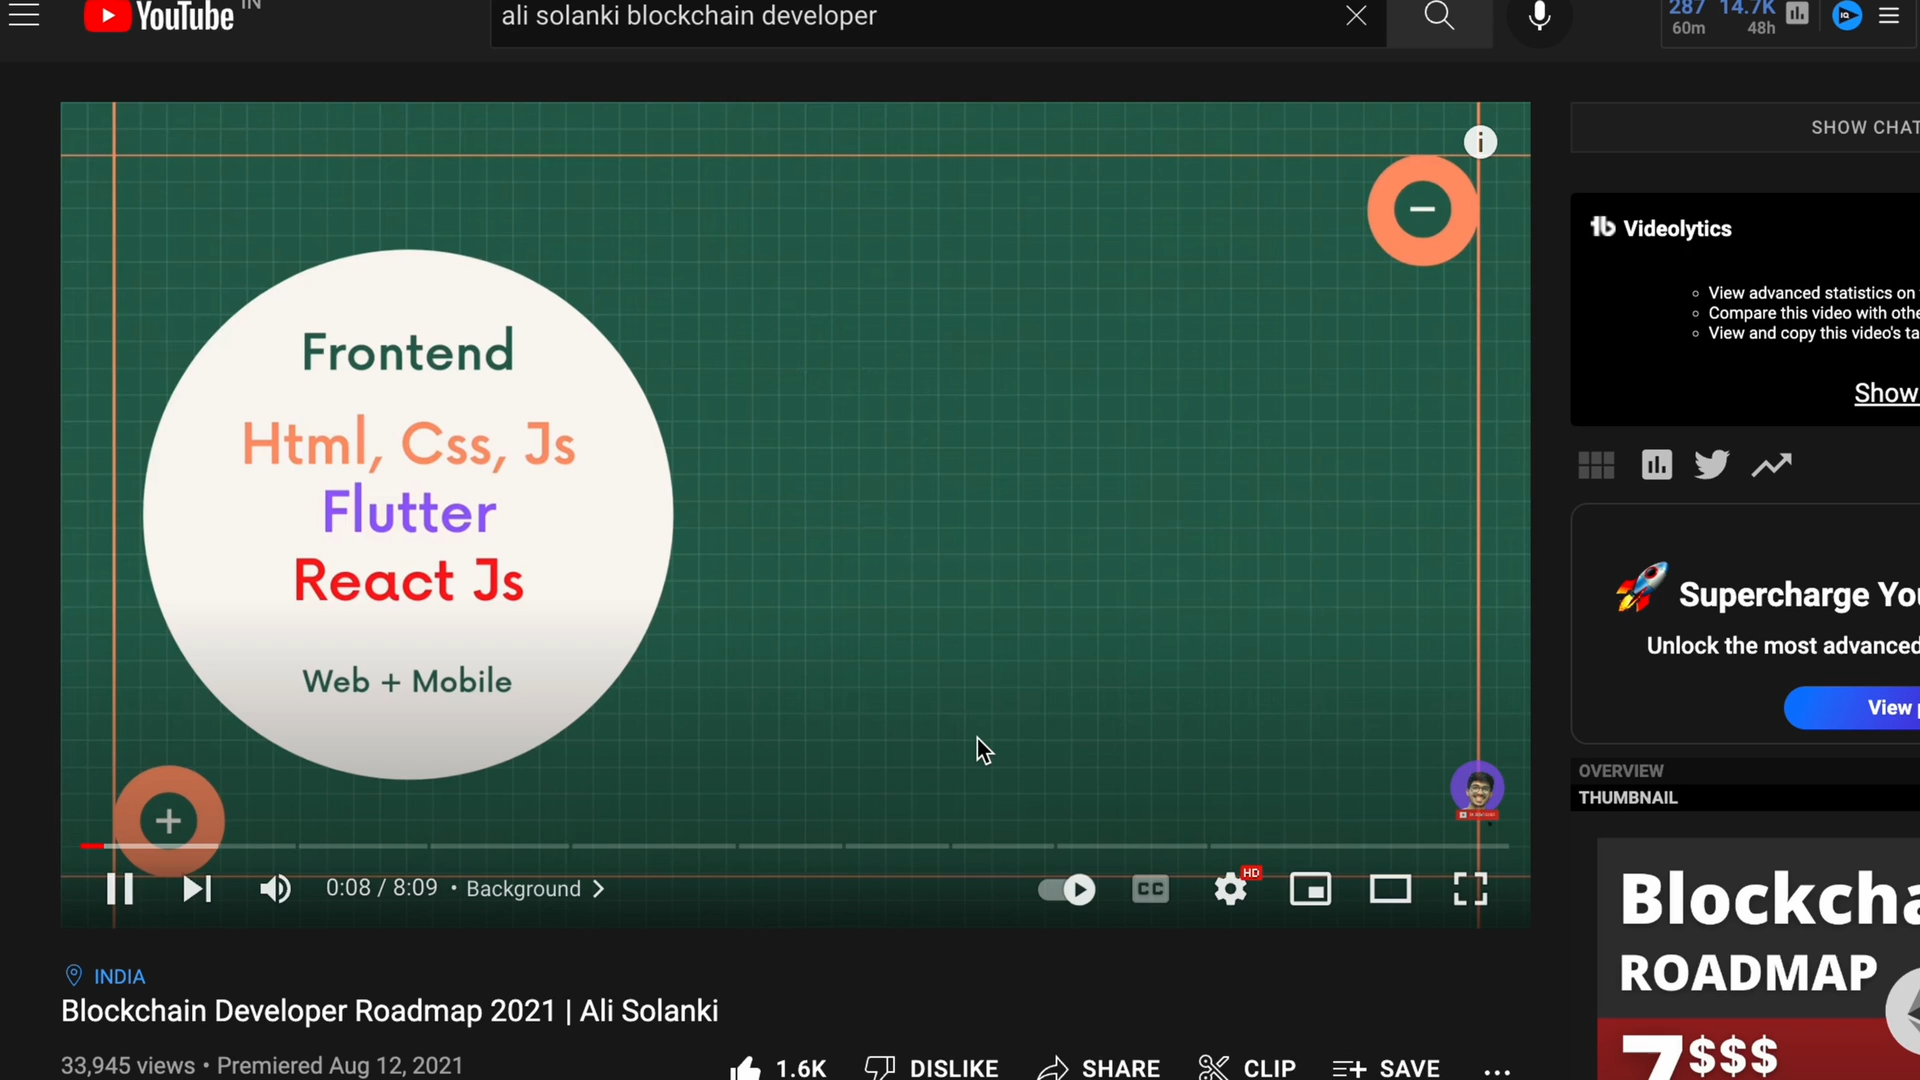 YouTube IN
ali solanki blockchain developer
287 14.7K
60m 48h
IQ
SHOW CHAT
i
Frontend
Html, Css, Js
Flutter
React Js
Web + Mobile
tb Videolytics
View advanced statistics on
Compare this video with othe
View and copy this video's ta
Show
Supercharge Yo
Unlock the most advanced
View
OVERVIEW
THUMBNAIL
0:08 / 8:09 • Background
CC
HD
INDIA
Blockchain Developer Roadmap 2021 | Ali Solanki
33,945 views • Premiered Aug 12, 2021
1.6K DISLIKE SHARE CLIP SAVE
Blockcha
ROADMAP
7$$$